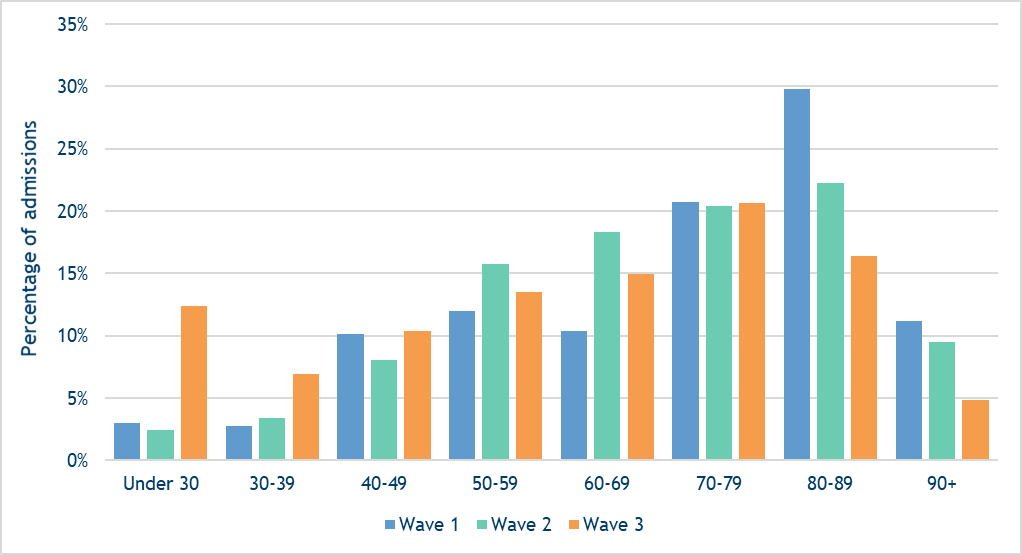 35%
30%
25%
20%
15%
10%
5%
0%
Percentage of admissions
Under 30 30-39 40-49 50-59 60-69 70-79 80-89 90+
Wave 1 Wave 2 Wave 3